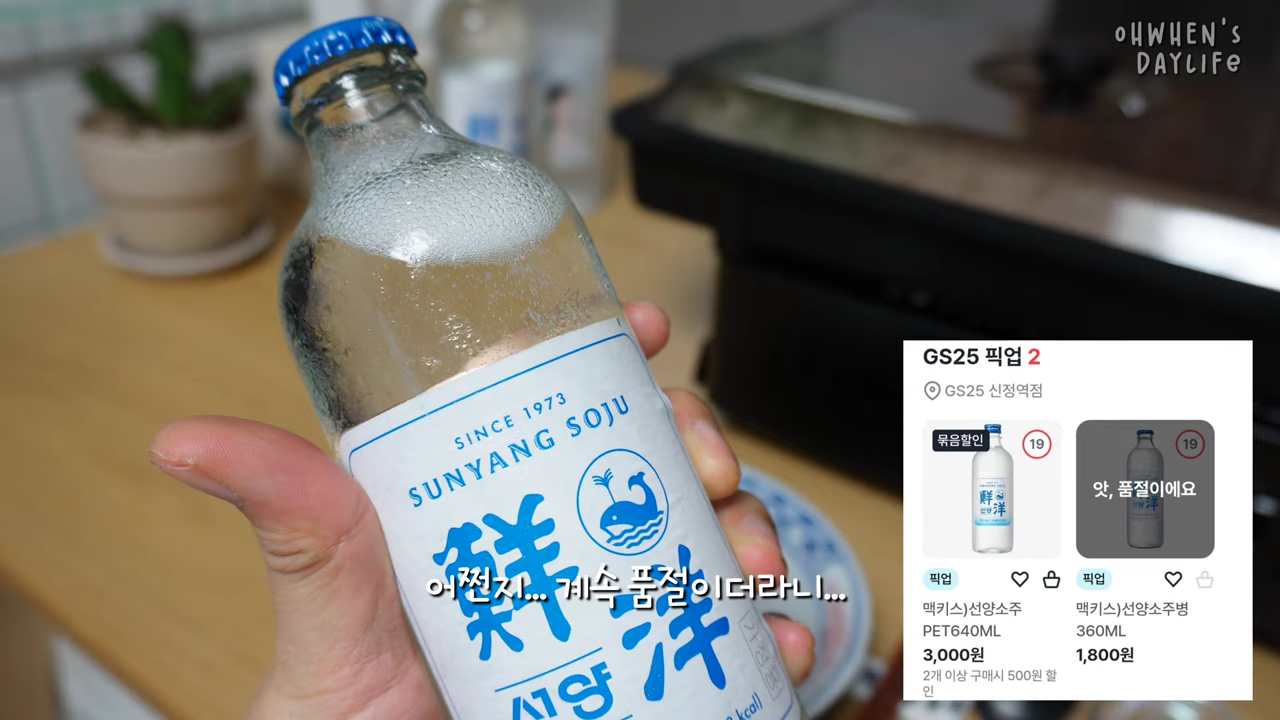 OHWHEN's
DAYLIFe
SINCE 1973
SUNYANG SOJU
鮮
洋
선양
kcal)
어쩐지... 계속 품절이더라니...
GS25 픽업 2
GS25 신정역점
묶음할인
19
19
앗, 품절이에요
픽업
픽업
맥키스)선양소주
PET640ML
3,000원
2개 이상 구매시 500원 할
인
맥키스)선양소주병
360ML
1,800원